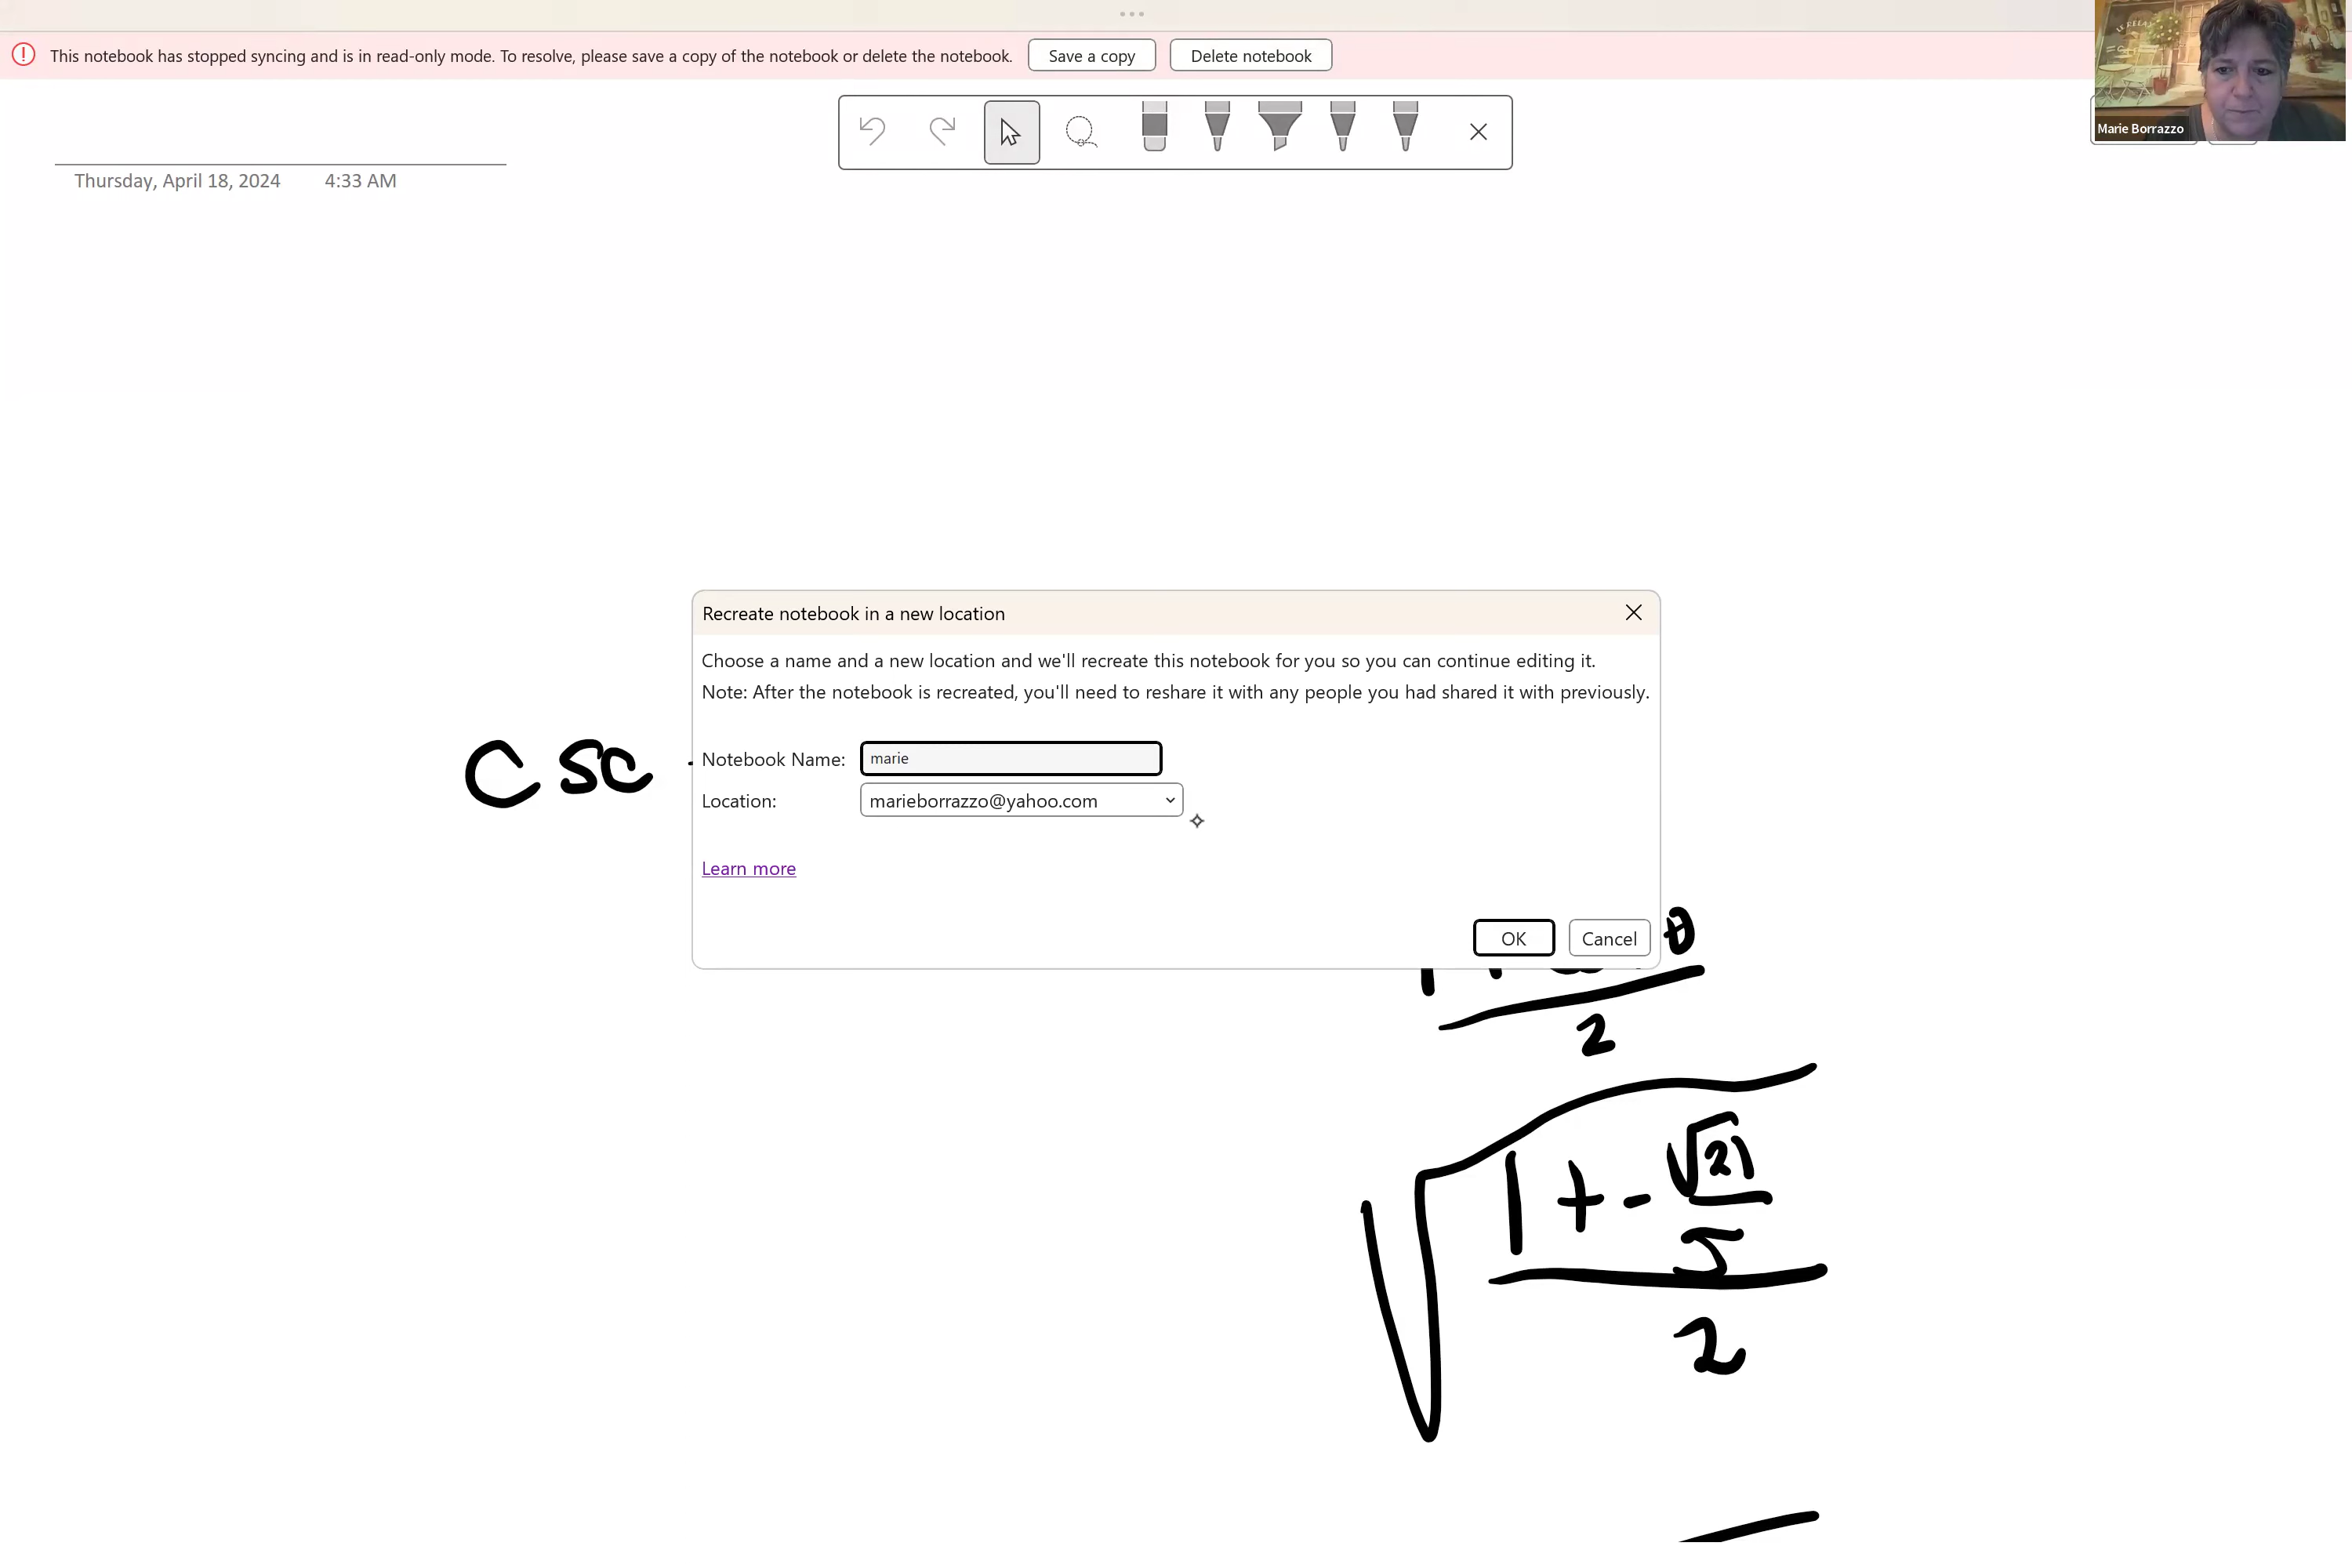 This notebook has stopped syncing and is in read-only mode. To resolve, please save a copy of the notebook or delete the notebook. Save a copy Delete notebook
Marie Borrazzo
Thursday, April 18, 2024 4:33 AM
Recreate notebook in a new location
Choose a name and a new location and we'll recreate this notebook for you so you can continue editing it.
Note: After the notebook is recreated, you'll need to reshare it with any people you had shared it with previously.
csc
Notebook Name: marie
Location: marieborrazzo@yahoo.com
Learn more
OK Cancel
θ
2
√21
1 + -
5
2